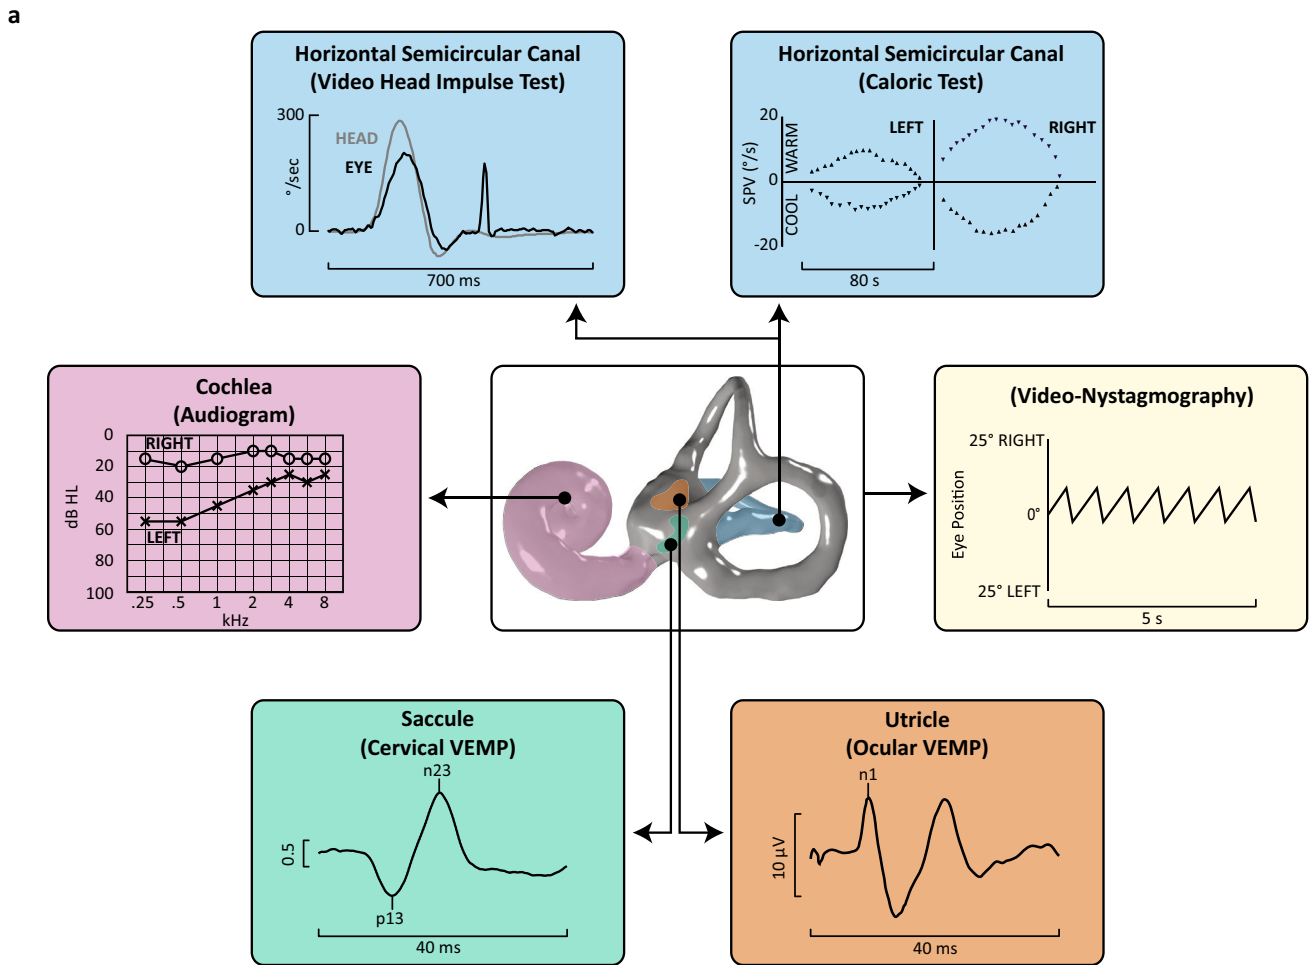 a
Horizontal Semicircular Canal
(Video Head Impulse Test)
300
HEAD
EYE
°/sec
0
700 ms
Horizontal Semicircular Canal
(Caloric Test)
20
LEFT
RIGHT
WARM
SPV (°/s)
0
COOL
-20
80 s
Cochlea
(Audiogram)
0
RIGHT
20
40
dB HL
60
LEFT
80
100
.25 .5 1 2 4 8
kHz
(Video-Nystagmography)
25° RIGHT
Eye Position
0°
25° LEFT
5 s
Saccule
(Cervical VEMP)
n23
0.5
p13
40 ms
Utricle
(Ocular VEMP)
n1
10 µV
40 ms